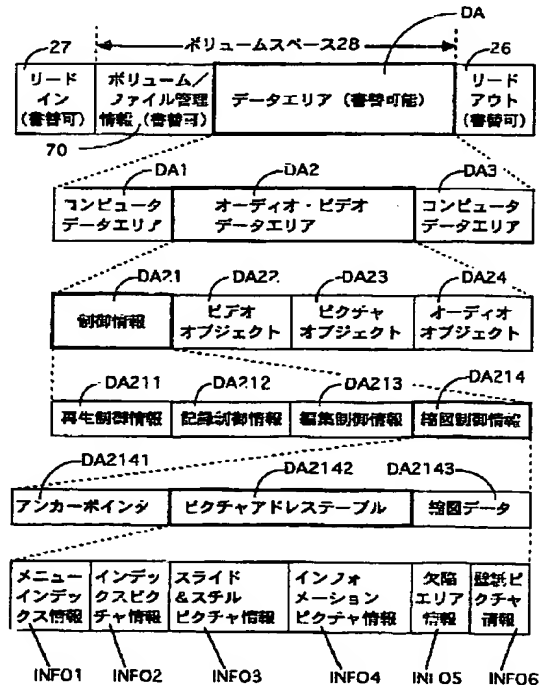 DA
27
ボリュームスペース28
26
リード
イン
(書替可)
ボリューム/
ファイル管理
情報 (書替可)
データエリア (書替可能)
リード
アウト
(書替可)
70
DA1
DA2
DA3
コンピュータ
データエリア
オーディオ・ビデオ
データエリア
コンピュータ
データエリア
DA21
DA22
DA23
DA24
制御情報
ビデオ
オブジェクト
ピクチャ
オブジェクト
オーディオ
オブジェクト
DA211
DA212
DA213
DA214
再生制御情報
記録制御情報
編集制御情報
縮図制御情報
DA2141
DA2142
DA2143
アンカーポインタ
ピクチャアドレステーブル
縮図データ
メニュー
インデッ
クス情報
インデッ
クスピク
チャ情報
スライド
&スチル
ピクチャ情報
インフォ
メーション
ピクチャ情報
欠陥
エリア
情報
壁紙ピ
クチャ
情報
INFO1
INFO2
INFO3
INFO4
INFO5
INFO6